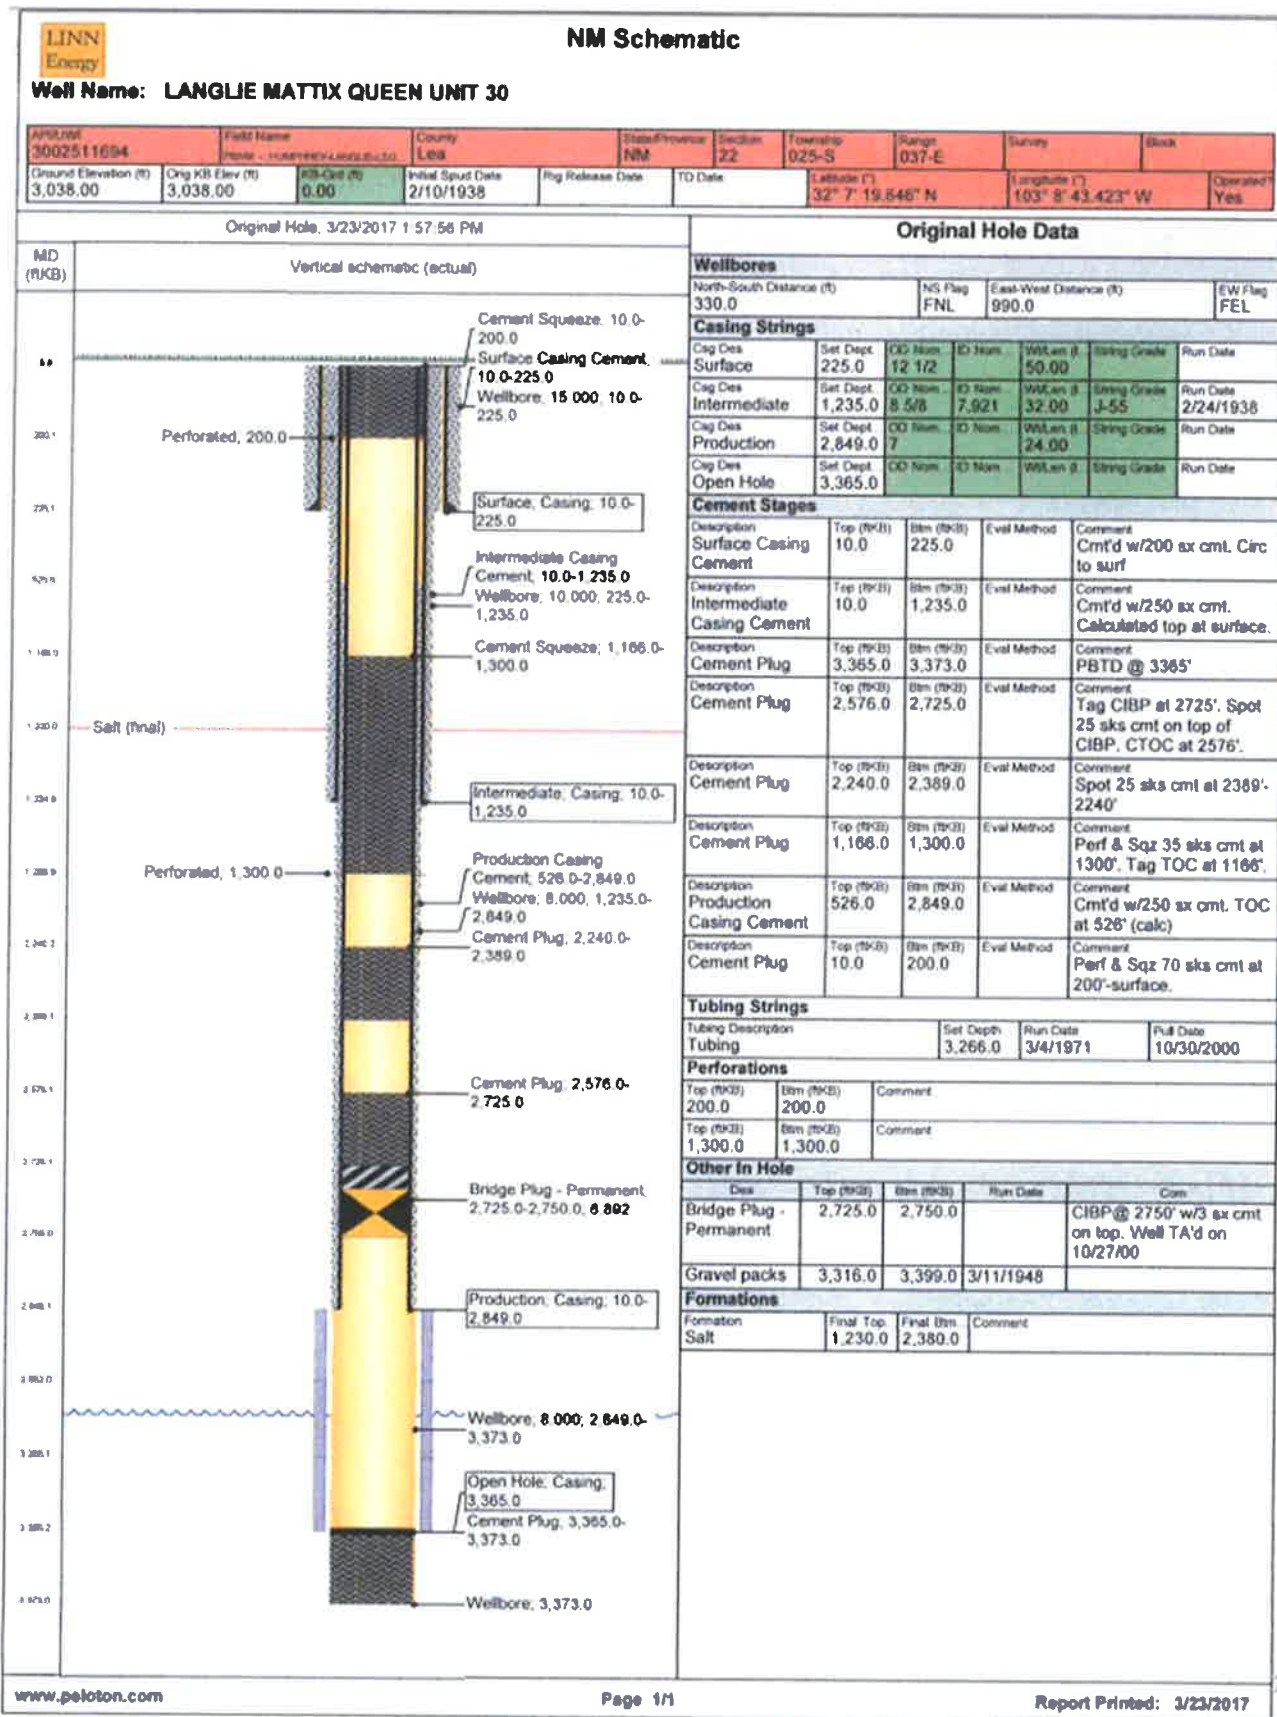 LINN
Energy
NM Schematic
Well Name: LANGLIE MATTIX QUEEN UNIT 30
API/UWI
3002511694
Field Name
County
Lea
State/Province
NM
Section
22
Township
025-S
Range
037-E
Survey
Block
Ground Elevation (ft)
3,038.00
Orig KB Elev (ft)
3,038.00
KB-Grd (ft)
0.00
Initial Spud Date
2/10/1938
Rig Release Date
TD Date
Latitude (°)
32° 7' 19.646" N
Longitude (°)
103° 8' 43.423" W
Operated?
Yes
Original Hole, 3/23/2017 1:57:56 PM
MD
(ftKB)
Vertical schematic (actual)
Cement Squeeze; 10.0-
200.0
Surface Casing Cement;
10.0-225.0
Wellbore; 15.000; 10.0-
225.0
200.1
Perforated, 200.0
225.1
Surface, Casing; 10.0-
225.0
Intermediate Casing
Cement; 10.0-1,235.0
525.9
Wellbore; 10.000; 225.0-
1,235.0
Cement Squeeze; 1,166.0-
1,300.0
Salt (final)
Intermediate, Casing; 10.0-
1,235.0
Perforated, 1,300.0
Production Casing
Cement; 526.0-2,849.0
Wellbore; 8.000; 1,235.0-
2,849.0
2,240.2
Cement Plug; 2,240.0-
2,389.0
Cement Plug; 2,576.0-
2,725.0
Bridge Plug - Permanent;
2,725.0-2,750.0; 6.892
Production, Casing; 10.0-
2,849.0
Wellbore; 8.000; 2,849.0-
3,373.0
Open Hole, Casing;
3,365.0
Cement Plug; 3,365.0-
3,373.0
Wellbore; 3,373.0
Original Hole Data
Wellbores
North-South Distance (ft)
330.0
NS Flag
FNL
East-West Distance (ft)
990.0
EW Flag
FEL
Casing Strings
Csg Des
Surface
Set Dept
225.0
OD Nom
12 1/2
ID Nom
Wt/Len (l
50.00
String Grade
Run Date
Csg Des
Intermediate
Set Dept
1,235.0
OD Nom
8 5/8
ID Nom
7.921
Wt/Len (l
32.00
String Grade
J-55
Run Date
2/24/1938
Csg Des
Production
Set Dept
2,849.0
OD Nom
7
ID Nom
Wt/Len (l
24.00
String Grade
Run Date
Csg Des
Open Hole
Set Dept
3,365.0
OD Nom
ID Nom
Wt/Len (l
String Grade
Run Date
Cement Stages
Description
Surface Casing
Cement
Top (ftKB)
10.0
Btm (ftKB)
225.0
Eval Method
Comment
Cmt'd w/200 sx cmt. Circ
to surf
Description
Intermediate
Casing Cement
Top (ftKB)
10.0
Btm (ftKB)
1,235.0
Eval Method
Comment
Cmt'd w/250 sx cmt.
Calculated top at surface.
Description
Cement Plug
Top (ftKB)
3,365.0
Btm (ftKB)
3,373.0
Eval Method
Comment
PBTD @ 3365'
Description
Cement Plug
Top (ftKB)
2,576.0
Btm (ftKB)
2,725.0
Eval Method
Comment
Tag CIBP at 2725'. Spot
25 sks cmt on top of
CIBP. CTOC at 2576'.
Description
Cement Plug
Top (ftKB)
2,240.0
Btm (ftKB)
2,389.0
Eval Method
Comment
Spot 25 sks cmt at 2389'-
2240'
Description
Cement Plug
Top (ftKB)
1,166.0
Btm (ftKB)
1,300.0
Eval Method
Comment
Perf & Sqz 35 sks cmt at
1300'. Tag TOC at 1166'.
Description
Production
Casing Cement
Top (ftKB)
526.0
Btm (ftKB)
2,849.0
Eval Method
Comment
Cmt'd w/250 sx cmt. TOC
at 526' (calc)
Description
Cement Plug
Top (ftKB)
10.0
Btm (ftKB)
200.0
Eval Method
Comment
Perf & Sqz 70 sks cmt at
200'-surface.
Tubing Strings
Tubing Description
Tubing
Set Depth
3,266.0
Run Date
3/4/1971
Pull Date
10/30/2000
Perforations
Top (ftKB)
200.0
Btm (ftKB)
200.0
Comment
Top (ftKB)
1,300.0
Btm (ftKB)
1,300.0
Comment
Other In Hole
Des
Top (ftKB)
Btm (ftKB)
Run Date
Com
Bridge Plug -
Permanent
2,725.0
2,750.0
CIBP@ 2750' w/3 sx cmt
on top. Well TA'd on
10/27/00
Gravel packs
3,316.0
3,399.0
3/11/1948
Formations
Formation
Salt
Final Top
1,230.0
Final Btm
2,380.0
Comment
www.peloton.com
Page 1/1
Report Printed: 3/23/2017